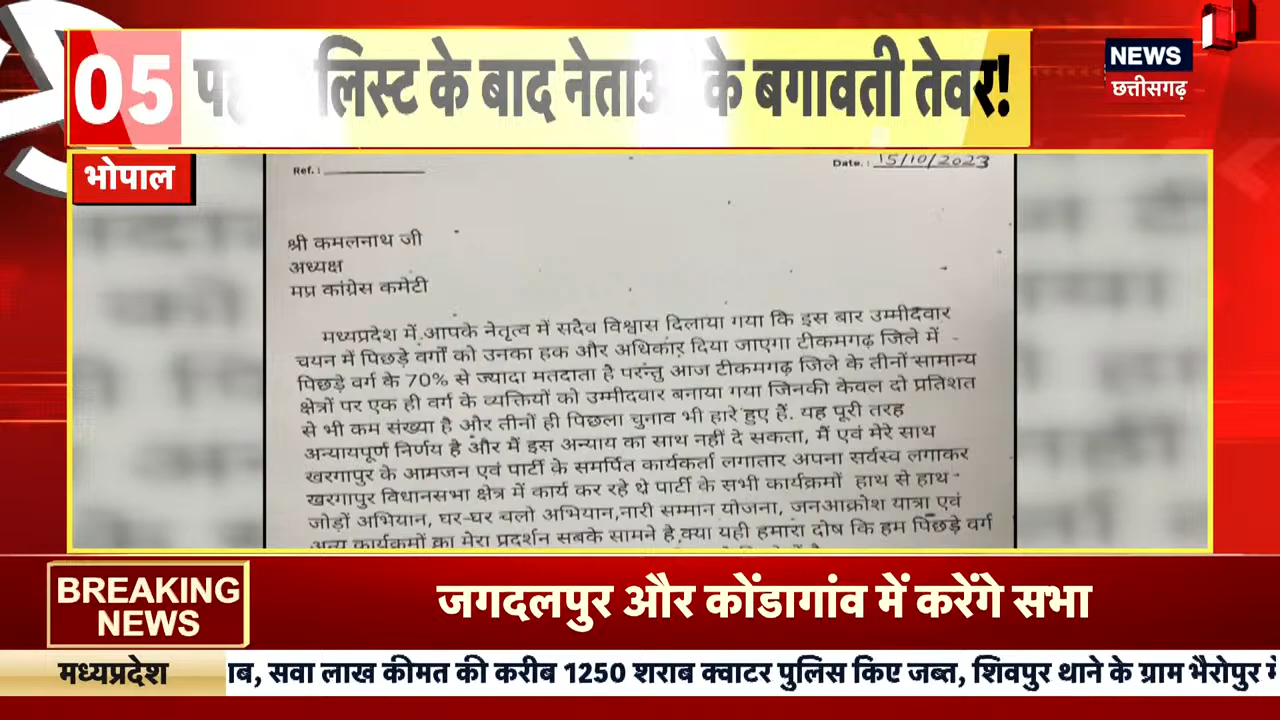 05 लिस्ट के बाद के बगावती तेवर!
NEWS
छत्तीसगढ़
भोपाल
Ref. :
Date. : 15/10/2023
श्री कमलनाथ जी
अध्यक्ष
मप्र कांग्रेस कमेटी
मध्यप्रदेश में आपके नेतृत्व में सदैव विश्वास दिलाया गया कि इस बार उम्मीदवार
चयन में पिछड़े वर्गों को उनका हक और अधिकार दिया जाएगा टीकमगढ़ जिले में
पिछड़े वर्ग के 70% से ज्यादा मतदाता है परन्तु आज टीकमगढ़ जिले के तीनों सामान्य
क्षेत्रों पर एक ही वर्ग के व्यक्तियों को उम्मीदवार बनाया गया जिनकी केवल दो प्रतिशत
से भी कम संख्या है और तीनों ही पिछला चुनाव भी हारे हुए हैं. यह पूरी तरह
अन्यायपूर्ण निर्णय है और मैं इस अन्याय का साथ नहीं दे सकता, मैं एवं मेरे साथ
खरगापुर के आमजन एवं पार्टी के समर्पित कार्यकर्ता लगातार अपना सर्वस्व लगाकर
खरगापुर विधानसभा क्षेत्र में कार्य कर रहे थे पार्टी के सभी कार्यक्रमों हाथ से हाथ
जोड़ों अभियान, घर-घर चलो अभियान,नारी सम्मान योजना, जनआक्रोश यात्रा एवं
अन्य कार्यक्रमों का मेरा प्रदर्शन सबके सामने है,क्या यही हमारा दोष कि हम पिछड़े वर्ग
BREAKING
NEWS
जगदलपुर और कोंडागांव में करेंगे सभा
मध्यप्रदेश
ाब, सवा लाख कीमत की करीब 1250 शराब क्वाटर पुलिस किए जब्त, शिवपुर थाने के ग्राम भैरोपुर में